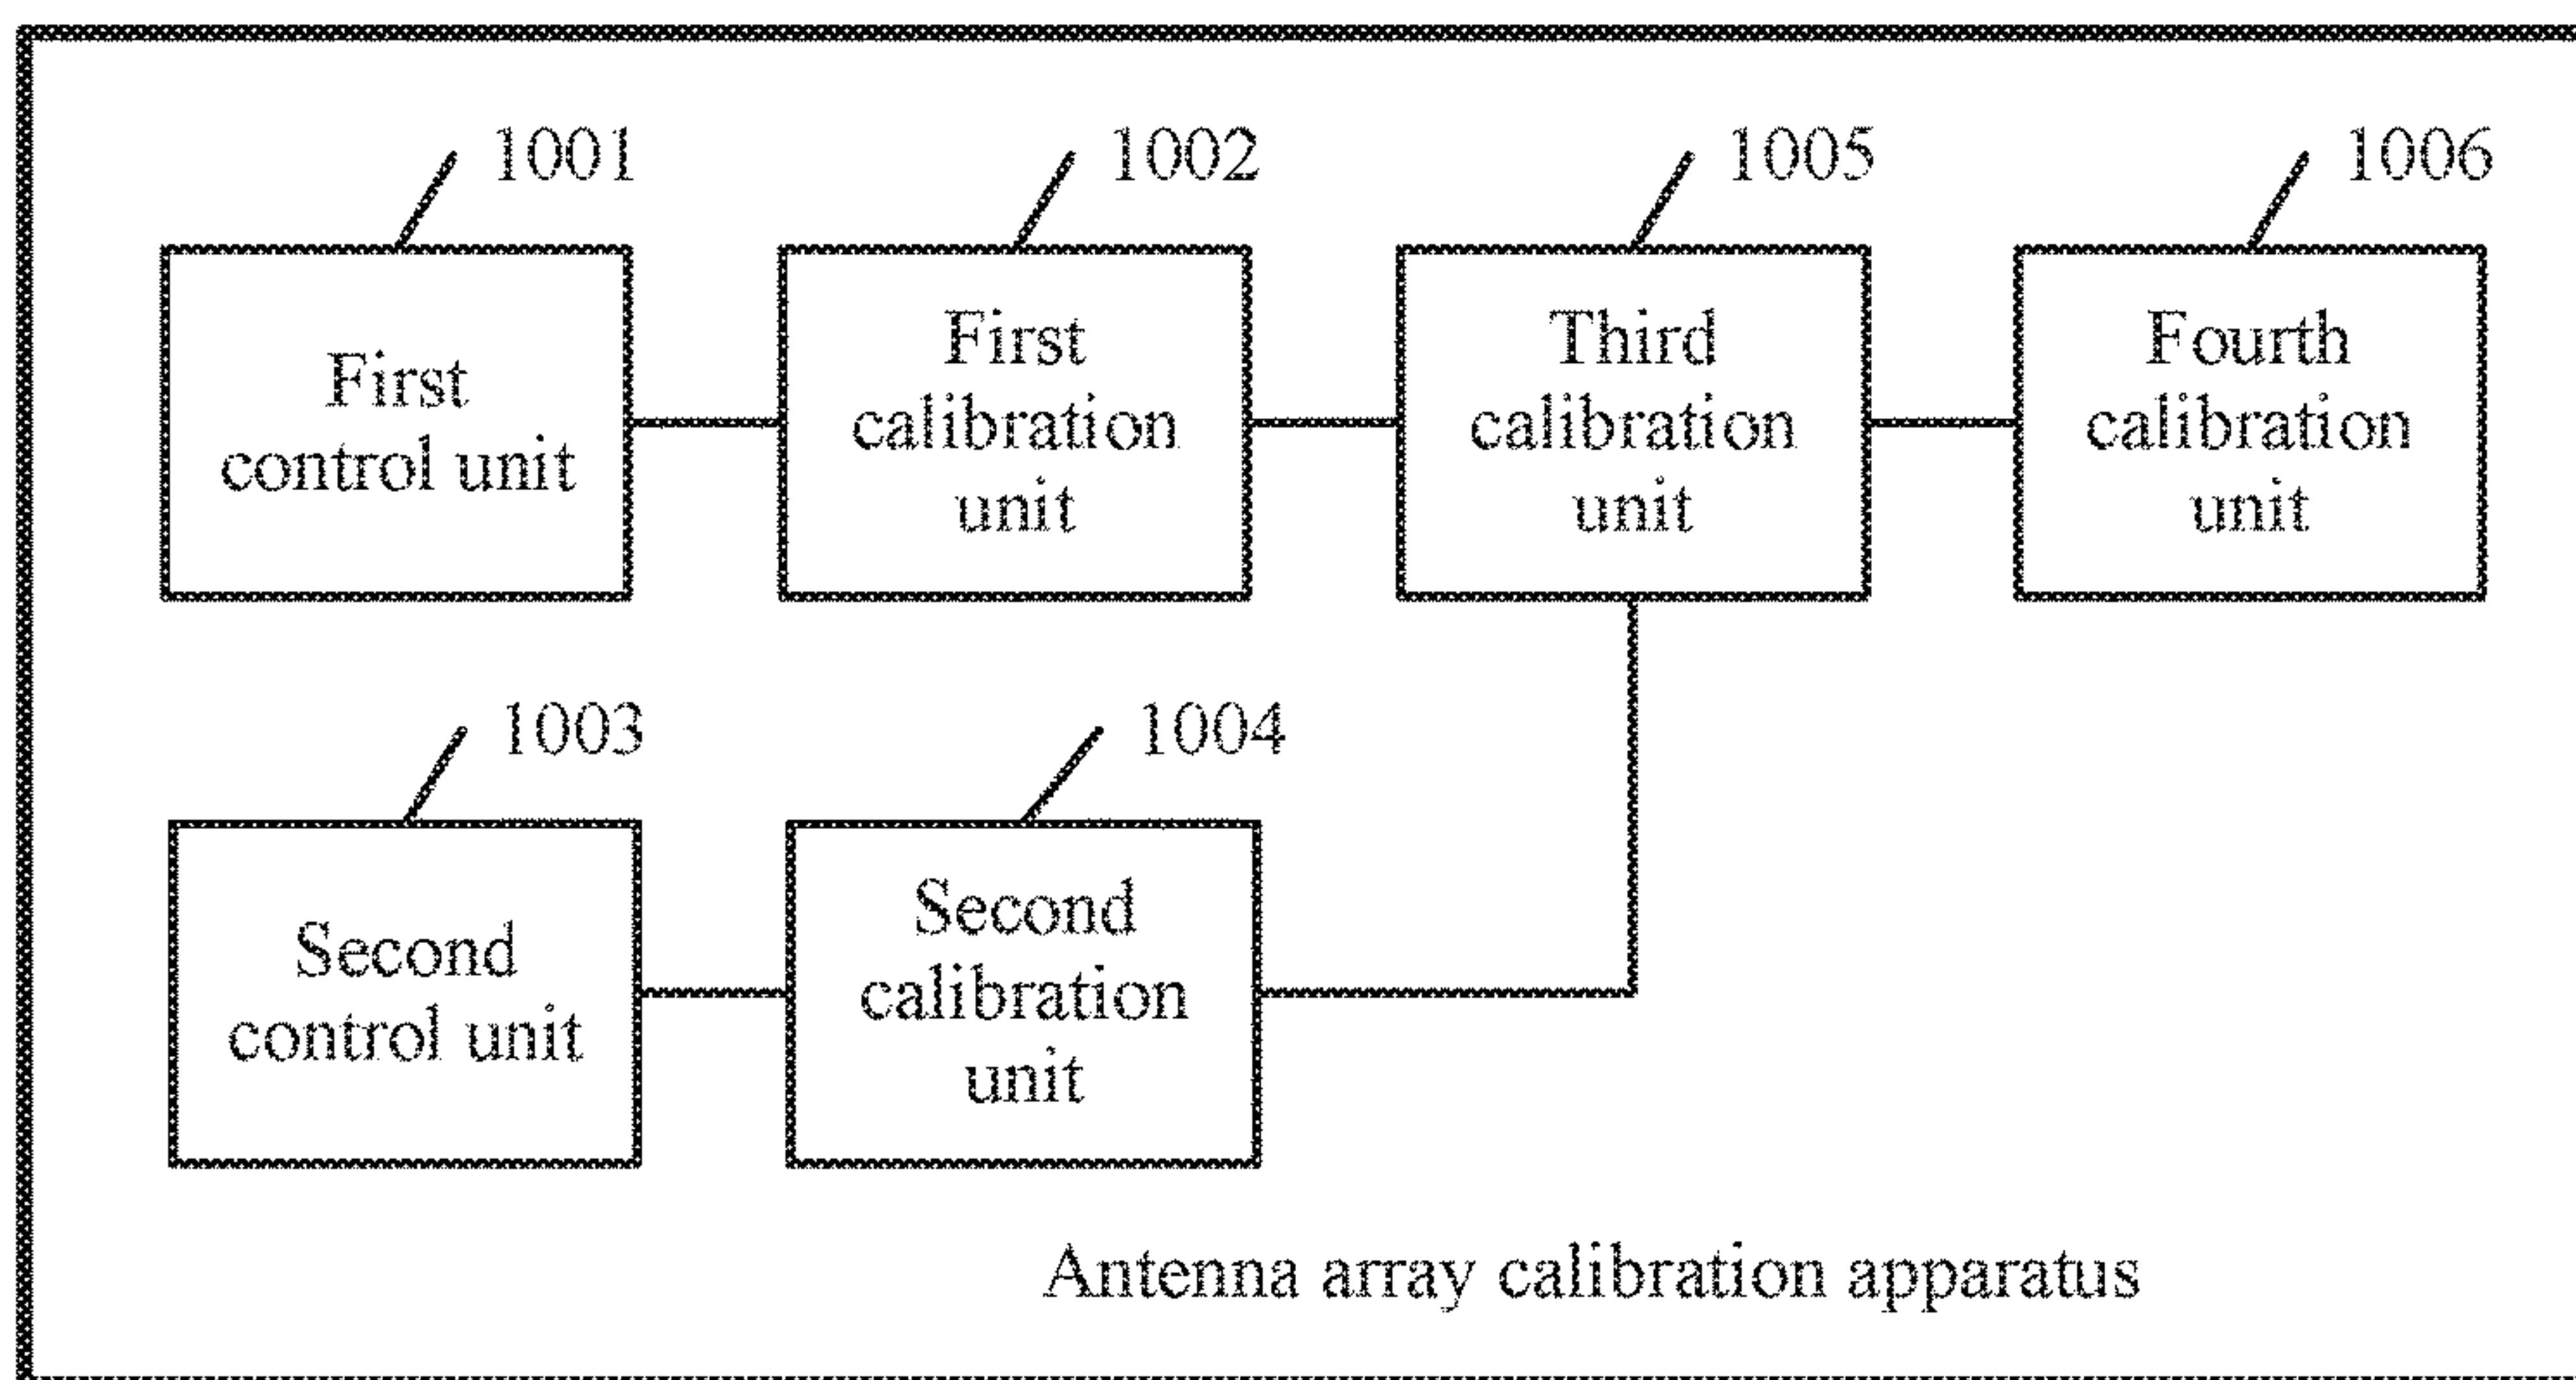 1001
1002
1005
1006
First
control unit
First
calibration
unit
Third
calibration
unit
Fourth
calibration
unit
1003
1004
Second
control unit
Second
calibration
unit
Antenna array calibration apparatus